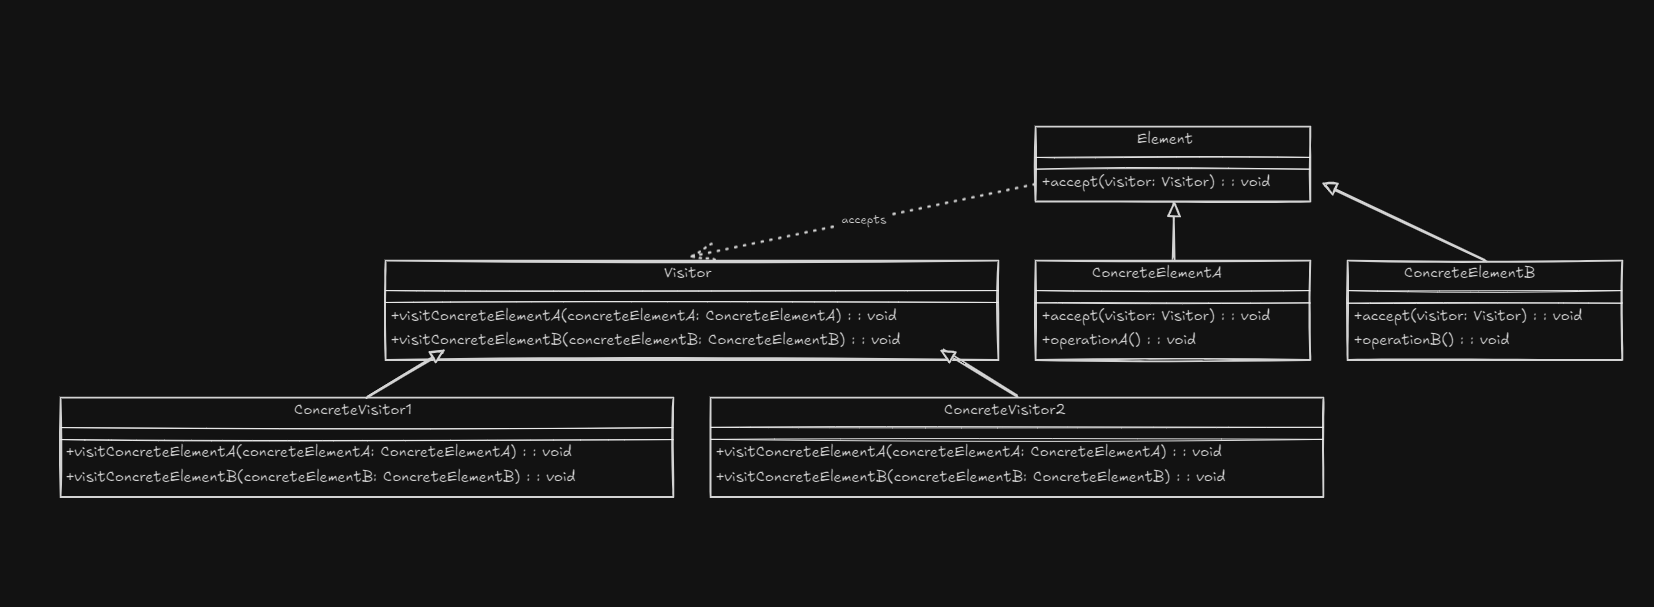 Element
+accept(visitor: Visitor) : : void
accepts
Visitor
+visitConcreteElementA(concreteElementA: ConcreteElementA) : : void
+visitConcreteElementB(concreteElementB: ConcreteElementB) : : void
ConcreteElementA
+accept(visitor: Visitor) : : void
+operationA() : : void
ConcreteElementB
+accept(visitor: Visitor) : : void
+operationB() : : void
ConcreteVisitor1
+visitConcreteElementA(concreteElementA: ConcreteElementA) : : void
+visitConcreteElementB(concreteElementB: ConcreteElementB) : : void
ConcreteVisitor2
+visitConcreteElementA(concreteElementA: ConcreteElementA) : : void
+visitConcreteElementB(concreteElementB: ConcreteElementB) : : void